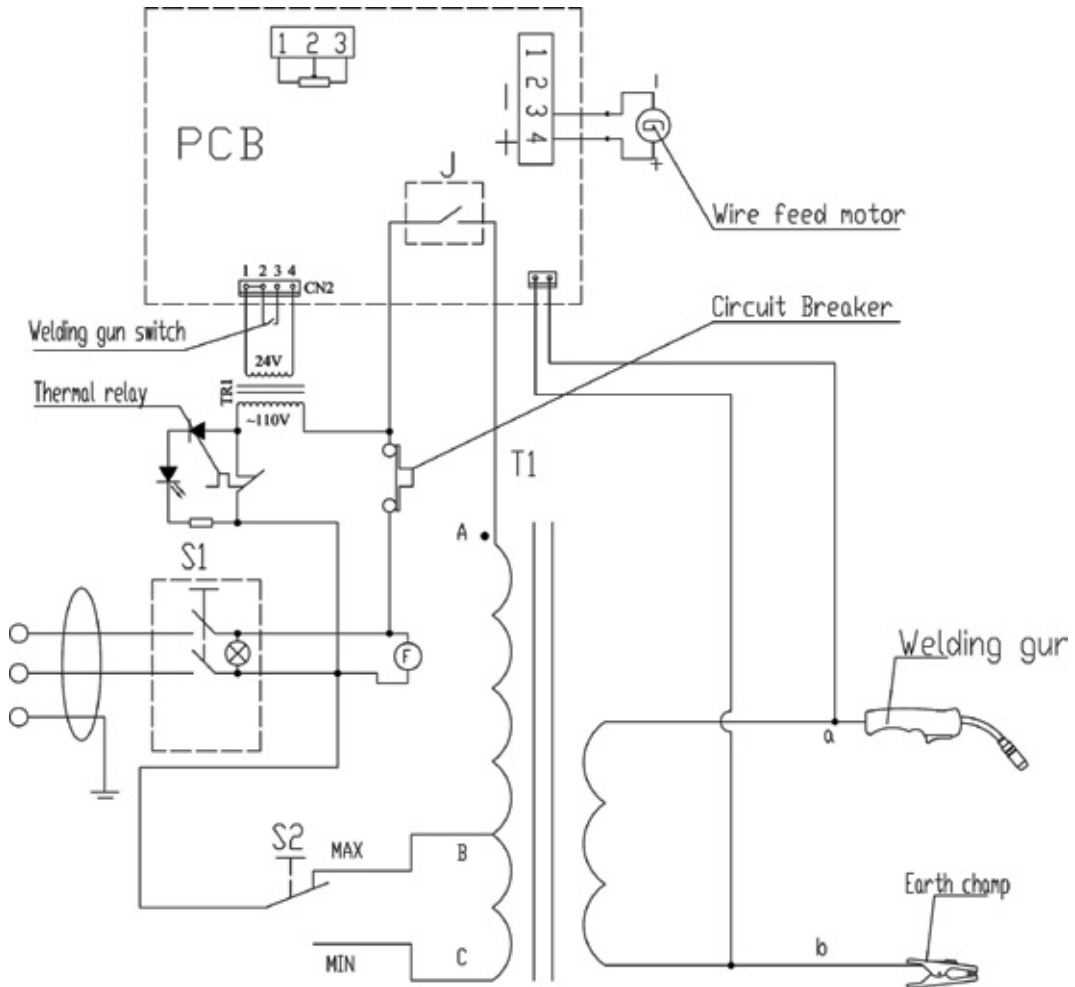 1 2 3
1 2 3 4
PCB
−
+
J
−
+
Wire feed motor
1 2 3 4
CN2
Welding gun switch
24V
Circuit Breaker
Thermal relay
TR1
~110V
T1
A
S1
F
Welding gun
a
S2
MAX
B
Earth champ
MIN
C
b